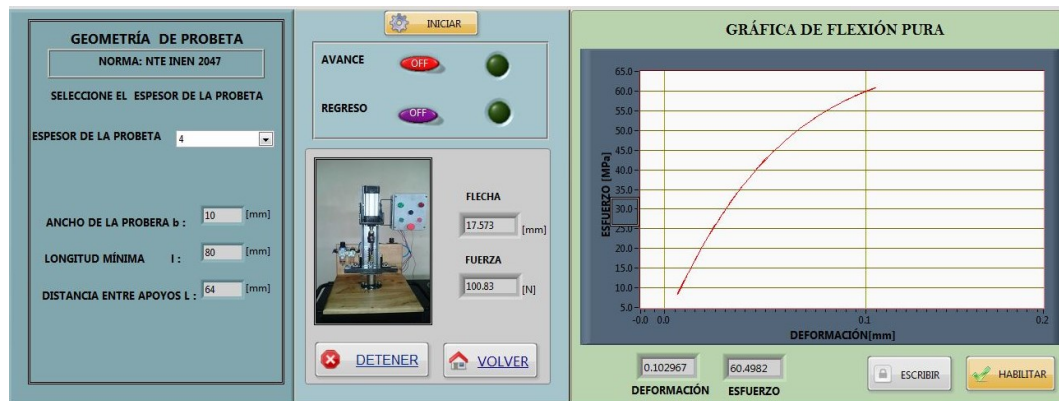 GEOMETRÍA DE PROBETA
NORMA: NTE INEN 2047
SELECCIONE EL ESPESOR DE LA PROBETA
ESPESOR DE LA PROBETA 4
ANCHO DE LA PROBERA b : 10 [mm]
LONGITUD MÍNIMA l : 80 [mm]
DISTANCIA ENTRE APOYOS L : 64 [mm]
INICIAR
AVANCE OFF
REGRESO OFF
FLECHA
17.573 [mm]
FUERZA
100.83 [N]
DETENER
VOLVER
GRÁFICA DE FLEXIÓN PURA
ESFUERZO [MPa]
65.0
60.0
55.0
50.0
45.0
40.0
35.0
30.0
25.0
20.0
15.0
10.0
5.0
-0.0 0.0 0.1 0.2
DEFORMACIÓN[mm]
0.102967 60.4982
DEFORMACIÓN ESFUERZO
ESCRIBIR
HABILITAR